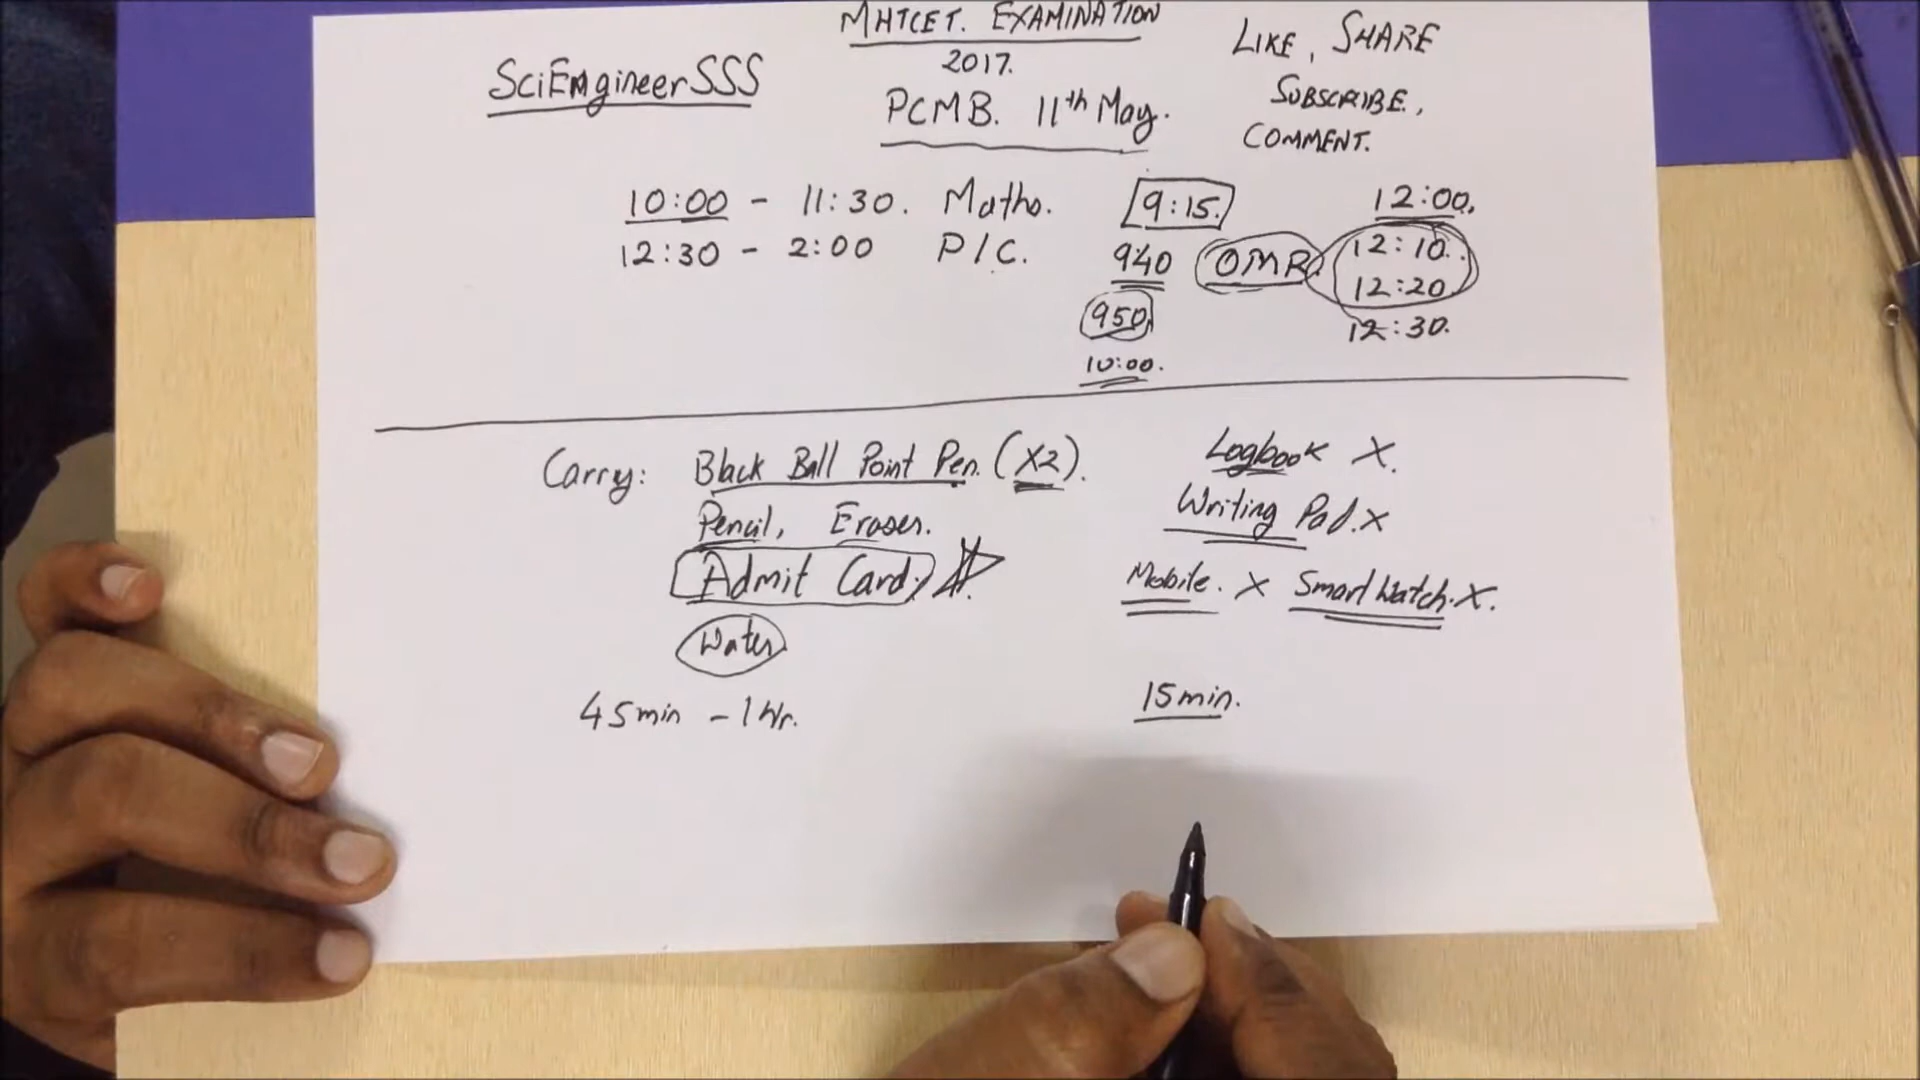 MHTCET. EXAMINATION
2017.
SciEngineerSSS
PCMB. 11th May.
LIKE, SHARE
SUBSCRIBE,
COMMENT.
10:00 - 11:30. Maths.
12:30 - 2:00 P/C.
9:15.
940 OMR
950
10:00.
12:00.
12:10.
12:20
12:30.
Carry: Black Ball Point Pen. (X2).
Pencil, Eraser.
Admit Card.
Water
45min - 1 Hr.
Logbook X.
Writing Pad. X
Mobile. X Smart Watch. X.
15min.